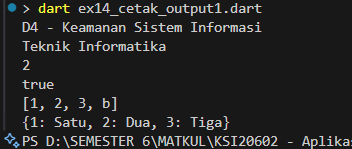 > dart ex14_cetak_output1.dart
D4 - Keamanan Sistem Informasi
Teknik Informatika
2
true
[1, 2, 3, b]
{1: Satu, 2: Dua, 3: Tiga}
PS D:\SEMESTER 6\MATKUL\KSI20602 - Aplikas